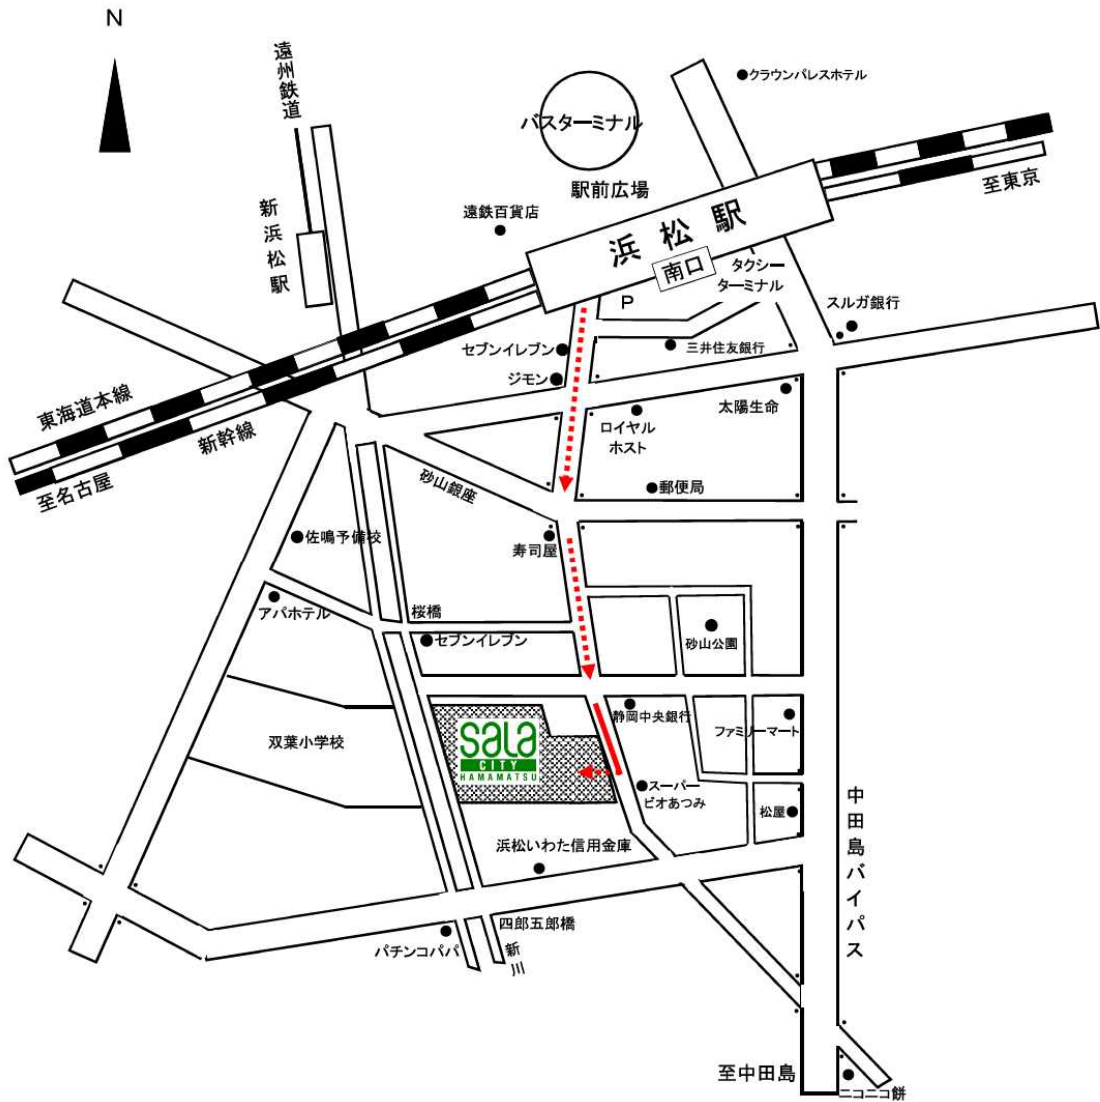 N
遠州鉄道
クラウンパレスホテル
バスターミナル
駅前広場
至東京
新浜松駅
遠鉄百貨店
浜松駅
南口
タクシー
ターミナル
P
スルガ銀行
セブンイレブン
三井住友銀行
ジモン
東海道本線
太陽生命
ロイヤル
ホスト
新幹線
至名古屋
砂山銀座
郵便局
佐鳴予備校
寿司屋
アパホテル
桜橋
セブンイレブン
砂山公園
静岡中央銀行
ファミリーマート
双葉小学校
sala
CITY
HAMAMATSU
スーパー
ビオあつみ
松屋
中田島バイパス
浜松いわた信用金庫
四郎五郎橋
パチンコパパ
新川
至中田島
ニコニコ餅